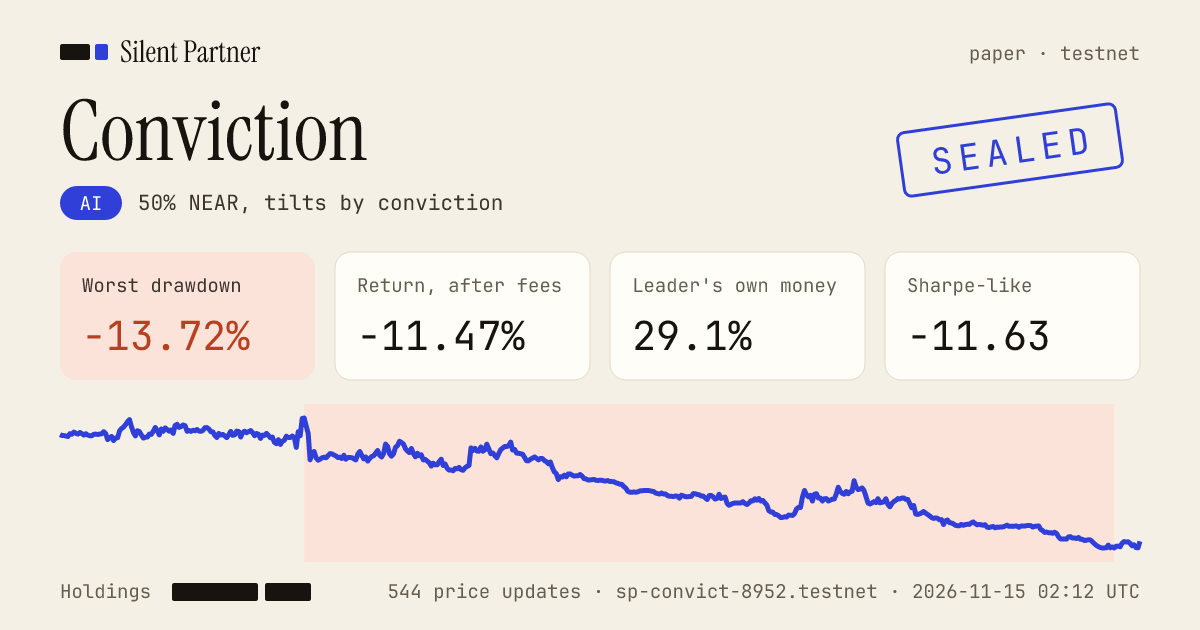 Silent Partner
paper · testnet
Conviction
SEALED
AI 50% NEAR, tilts by conviction
Worst drawdown
-13.72%
Return, after fees
-11.47%
Leader's own money
29.1%
Sharpe-like
-11.63
Holdings
544 price updates · sp-convict-8952.testnet · 2026-11-15 02:12 UTC